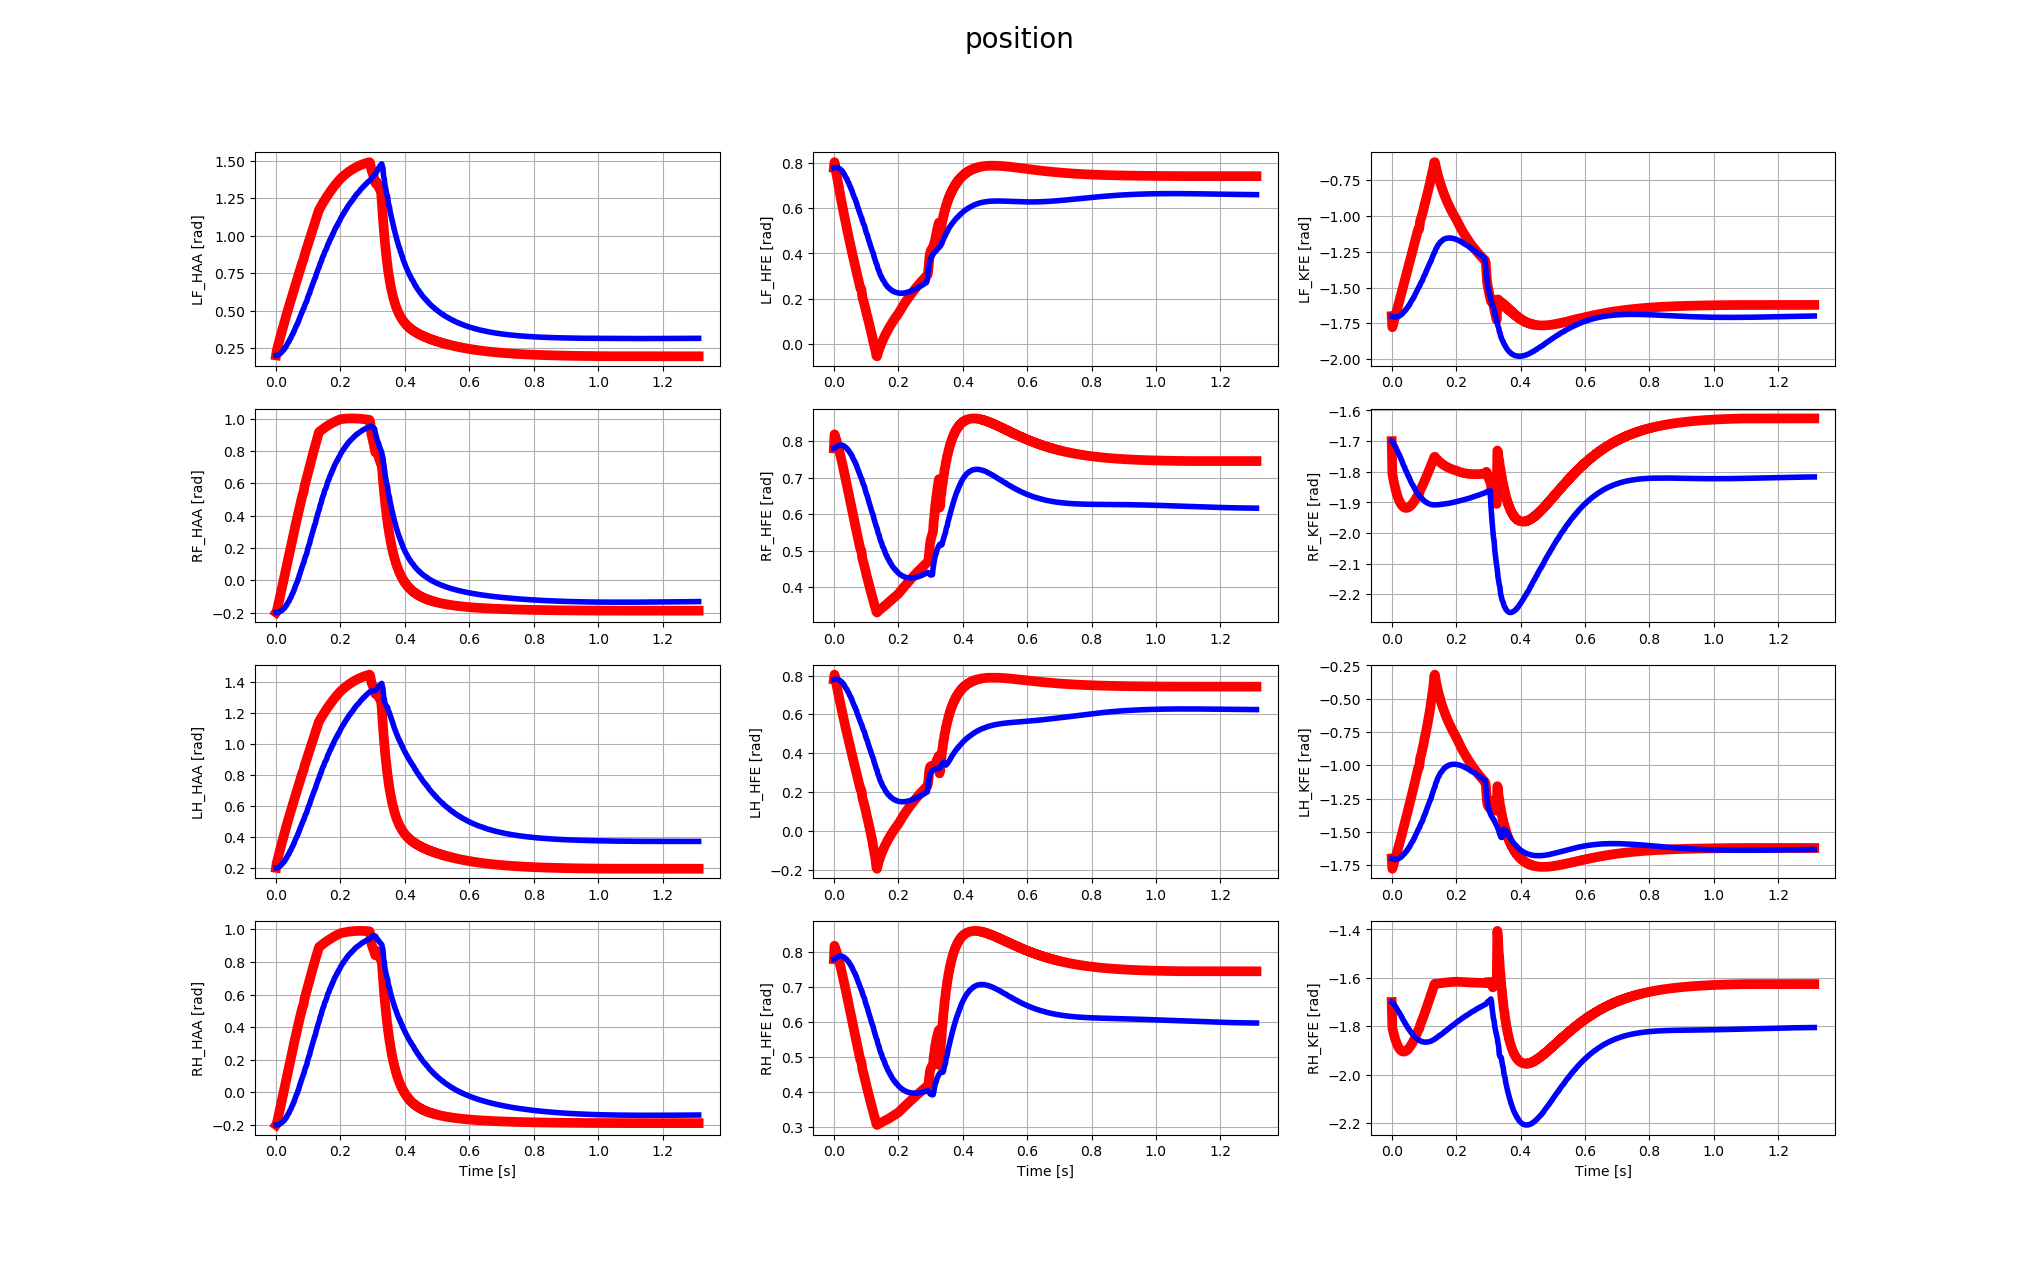 position
LF_HAA [rad]
1.50
1.25
1.00
0.75
0.50
0.25
0.0 0.2 0.4 0.6 0.8 1.0 1.2
LF_HFE [rad]
0.8
0.6
0.4
0.2
0.0
0.0 0.2 0.4 0.6 0.8 1.0 1.2
LF_KFE [rad]
−0.75
−1.00
−1.25
−1.50
−1.75
−2.00
0.0 0.2 0.4 0.6 0.8 1.0 1.2
RF_HAA [rad]
1.0
0.8
0.6
0.4
0.2
0.0
−0.2
0.0 0.2 0.4 0.6 0.8 1.0 1.2
RF_HFE [rad]
0.8
0.7
0.6
0.5
0.4
0.0 0.2 0.4 0.6 0.8 1.0 1.2
RF_KFE [rad]
−1.6
−1.7
−1.8
−1.9
−2.0
−2.1
−2.2
0.0 0.2 0.4 0.6 0.8 1.0 1.2
LH_HAA [rad]
1.4
1.2
1.0
0.8
0.6
0.4
0.2
0.0 0.2 0.4 0.6 0.8 1.0 1.2
LH_HFE [rad]
0.8
0.6
0.4
0.2
0.0
−0.2
0.0 0.2 0.4 0.6 0.8 1.0 1.2
LH_KFE [rad]
−0.25
−0.50
−0.75
−1.00
−1.25
−1.50
−1.75
0.0 0.2 0.4 0.6 0.8 1.0 1.2
RH_HAA [rad]
1.0
0.8
0.6
0.4
0.2
0.0
−0.2
0.0 0.2 0.4 0.6 0.8 1.0 1.2
Time [s]
RH_HFE [rad]
0.8
0.7
0.6
0.5
0.4
0.3
0.0 0.2 0.4 0.6 0.8 1.0 1.2
Time [s]
RH_KFE [rad]
−1.4
−1.6
−1.8
−2.0
−2.2
0.0 0.2 0.4 0.6 0.8 1.0 1.2
Time [s]